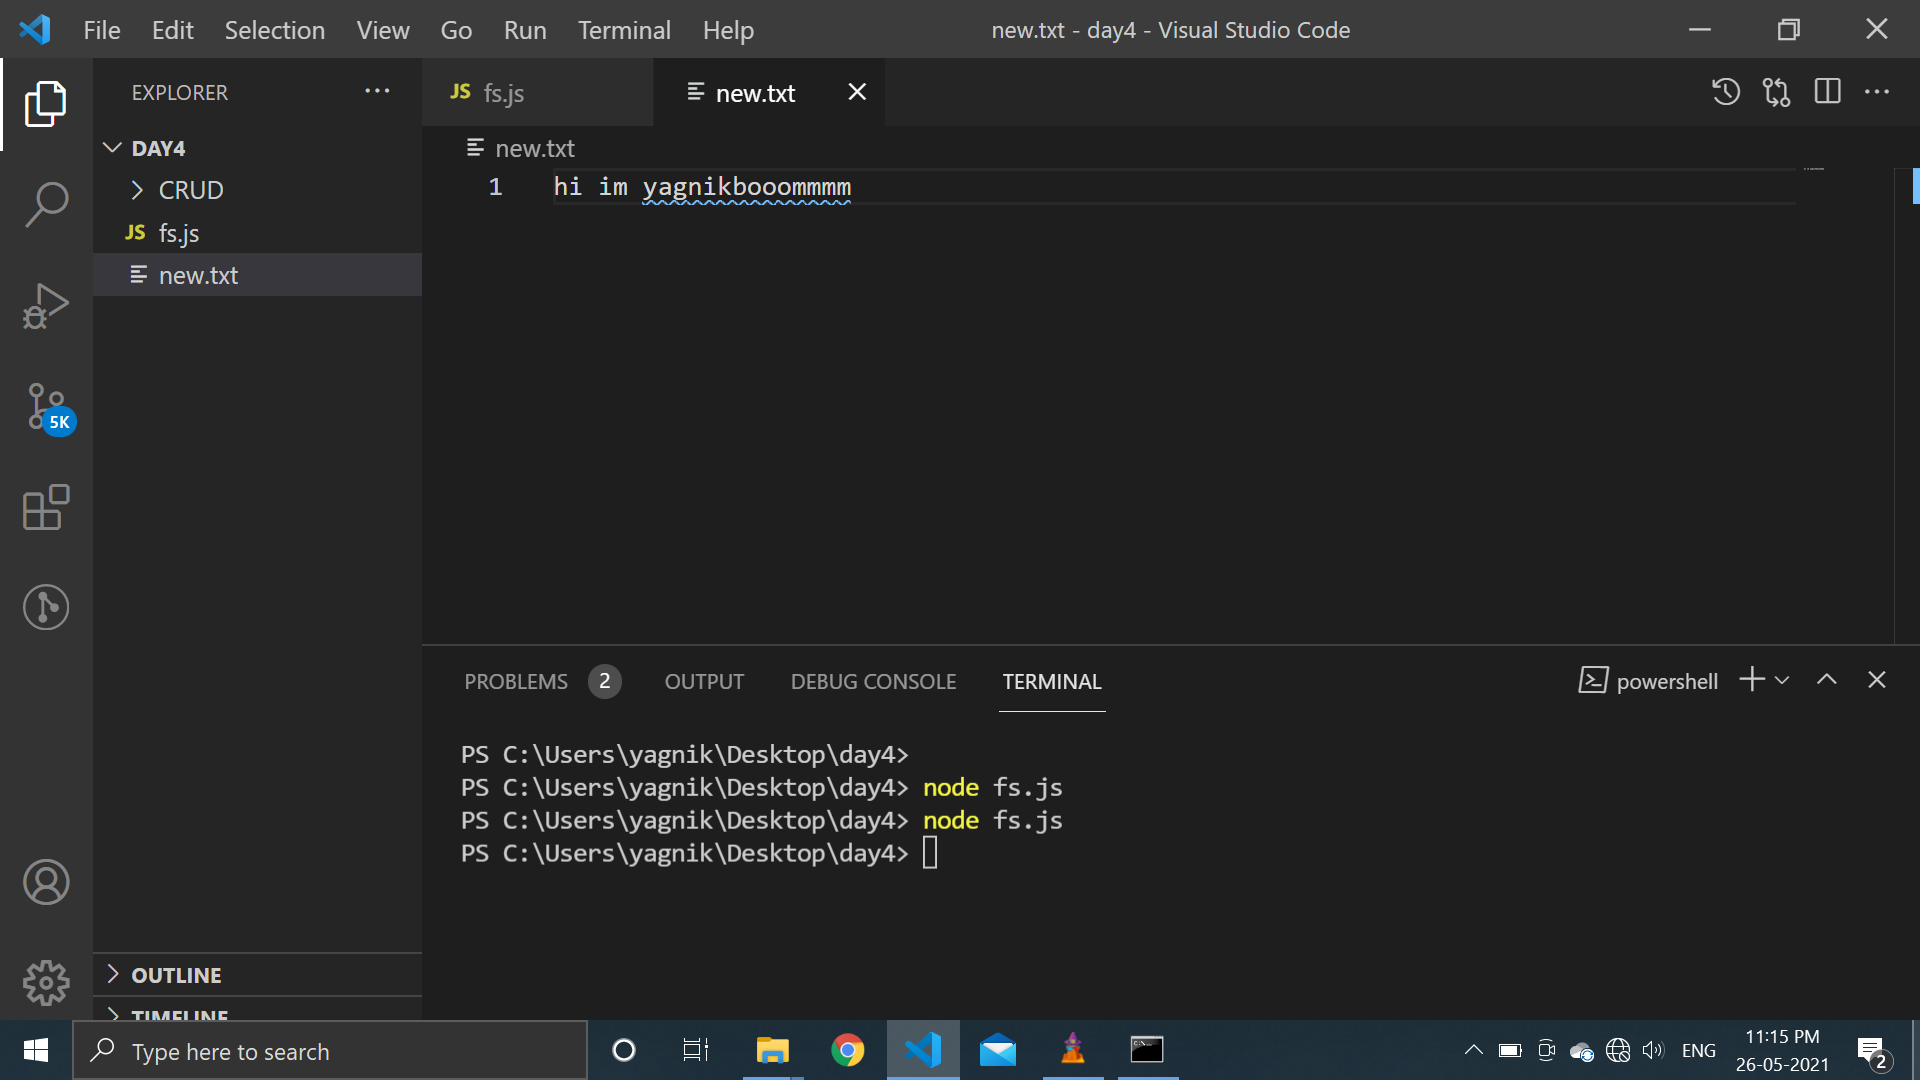 File Edit Selection View Go Run Terminal Help new.txt - day4 - Visual Studio Code
EXPLORER
JS fs.js new.txt
DAY4
CRUD
JS fs.js
new.txt
5K
new.txt
1 hi im yagnikbooommmm
PROBLEMS 2 OUTPUT DEBUG CONSOLE TERMINAL powershell
PS C:\Users\yagnik\Desktop\day4>
PS C:\Users\yagnik\Desktop\day4> node fs.js
PS C:\Users\yagnik\Desktop\day4> node fs.js
PS C:\Users\yagnik\Desktop\day4>
OUTLINE
TIMELINE
Type here to search
ENG
11:15 PM
26-05-2021
2